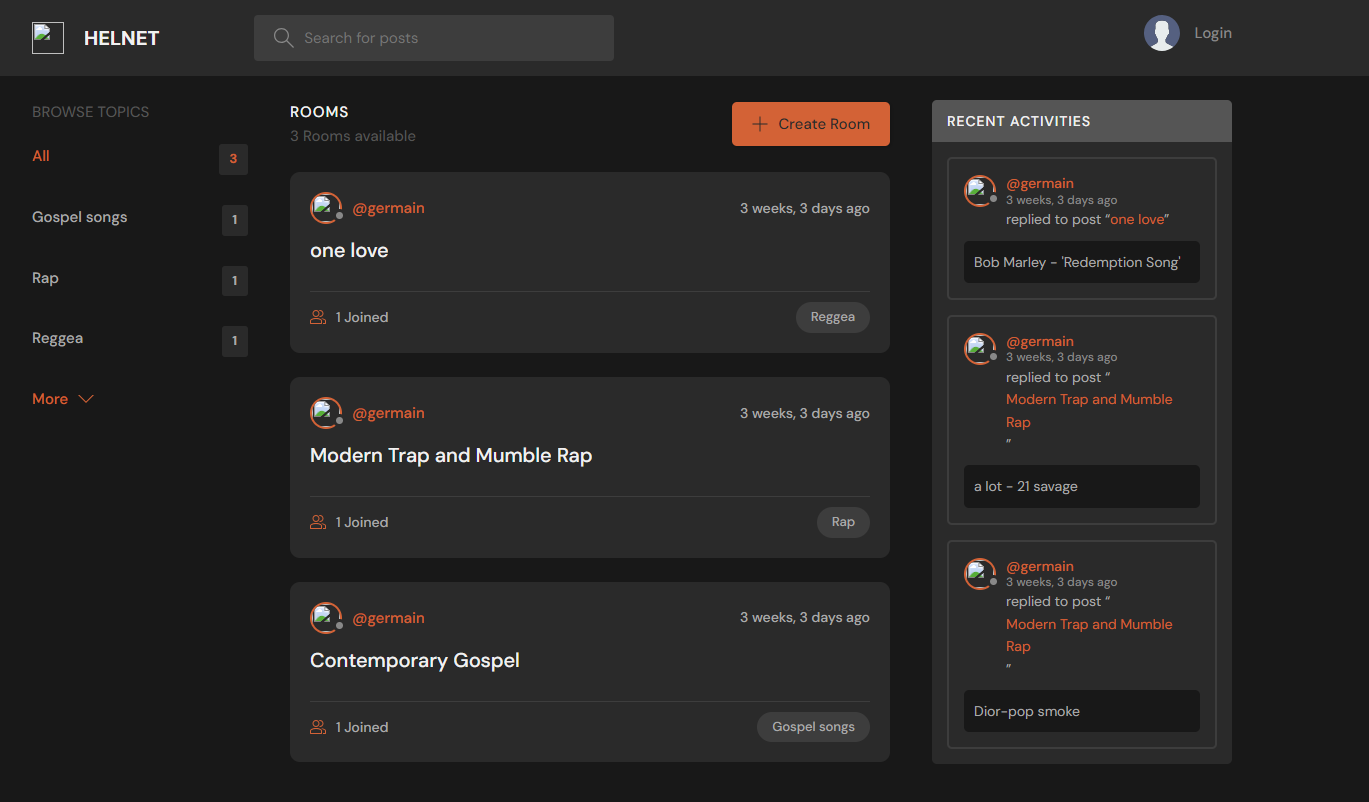 HELNET
Search for posts
Login
BROWSE TOPICS
All
3
Gospel songs
1
Rap
1
Reggea
1
More
ROOMS
3 Rooms available
Create Room
@germain
3 weeks, 3 days ago
one love
1 Joined
Reggea
@germain
3 weeks, 3 days ago
Modern Trap and Mumble Rap
1 Joined
Rap
@germain
3 weeks, 3 days ago
Contemporary Gospel
1 Joined
Gospel songs
RECENT ACTIVITIES
@germain
3 weeks, 3 days ago
replied to post “one love”
Bob Marley - 'Redemption Song'
@germain
3 weeks, 3 days ago
replied to post “
Modern Trap and Mumble
Rap
”
a lot - 21 savage
@germain
3 weeks, 3 days ago
replied to post “
Modern Trap and Mumble
Rap
”
Dior-pop smoke